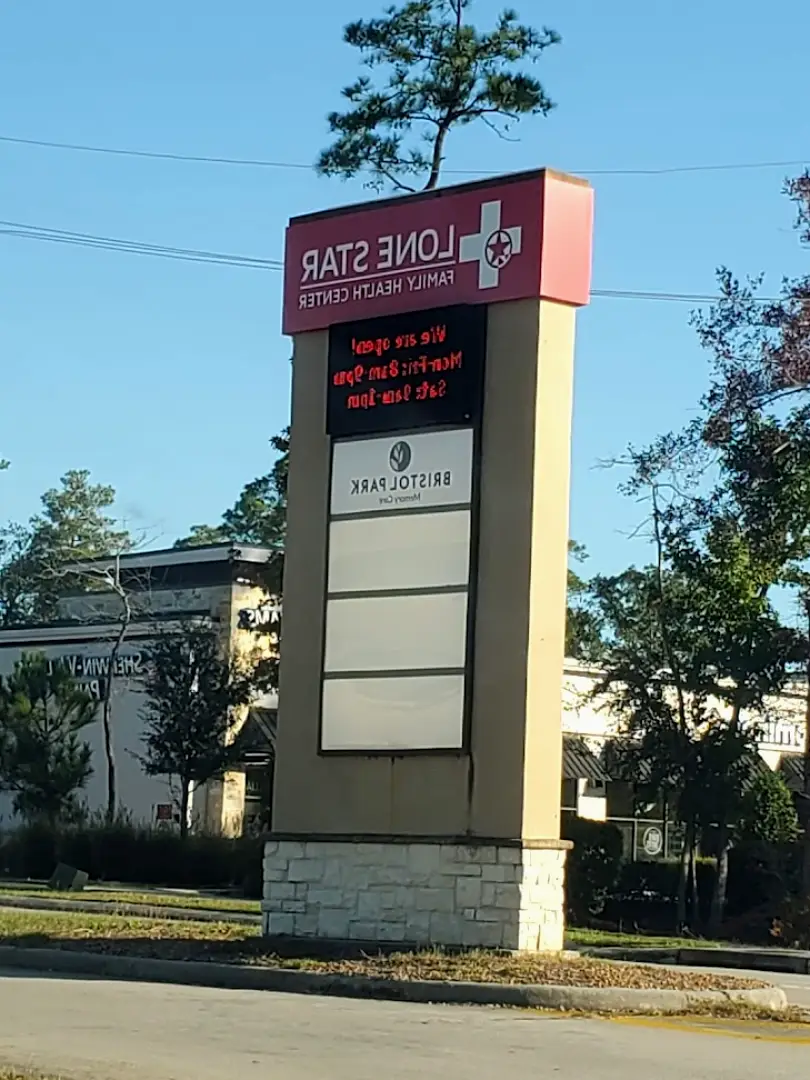 LONE STAR
FAMILY HEALTH CENTER
We are open!
Mon-Fri: 8am-9pm
Sat: 9am-1pm
BRISTOL PARK
Memory Care
SHERWIN-W